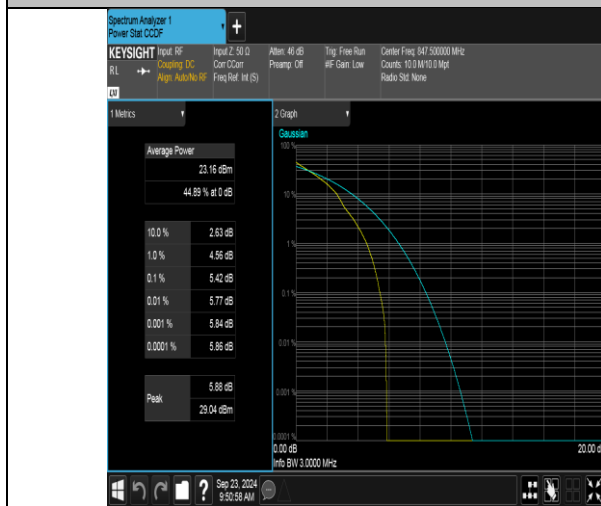 Spectrum Analyzer 1
Power Stat CCDF
KEYSIGHT
RL
LXI
Input: RF
Coupling: DC
Align: Auto/No RF
Input Z: 50 Ω
Corr CCorr
Freq Ref: Int (S)
Atten: 46 dB
Preamp: Off
Trig: Free Run
#IF Gain: Low
Center Freq: 847.500000 MHz
Counts: 10.0 M/10.0 Mpt
Radio Std: None
1 Metrics
Average Power
23.16 dBm
44.89 % at 0 dB
10.0 % 2.63 dB
1.0 % 4.56 dB
0.1 % 5.42 dB
0.01 % 5.77 dB
0.001 % 5.84 dB
0.0001 % 5.86 dB
Peak
5.88 dB
29.04 dBm
2 Graph
Gaussian
100 %
10 %
1 %
0.1 %
0.01 %
0.001 %
0.0001 %
0.00 dB
20.00 d
Info BW 3.0000 MHz
Sep 23, 2024
9:50:58 AM